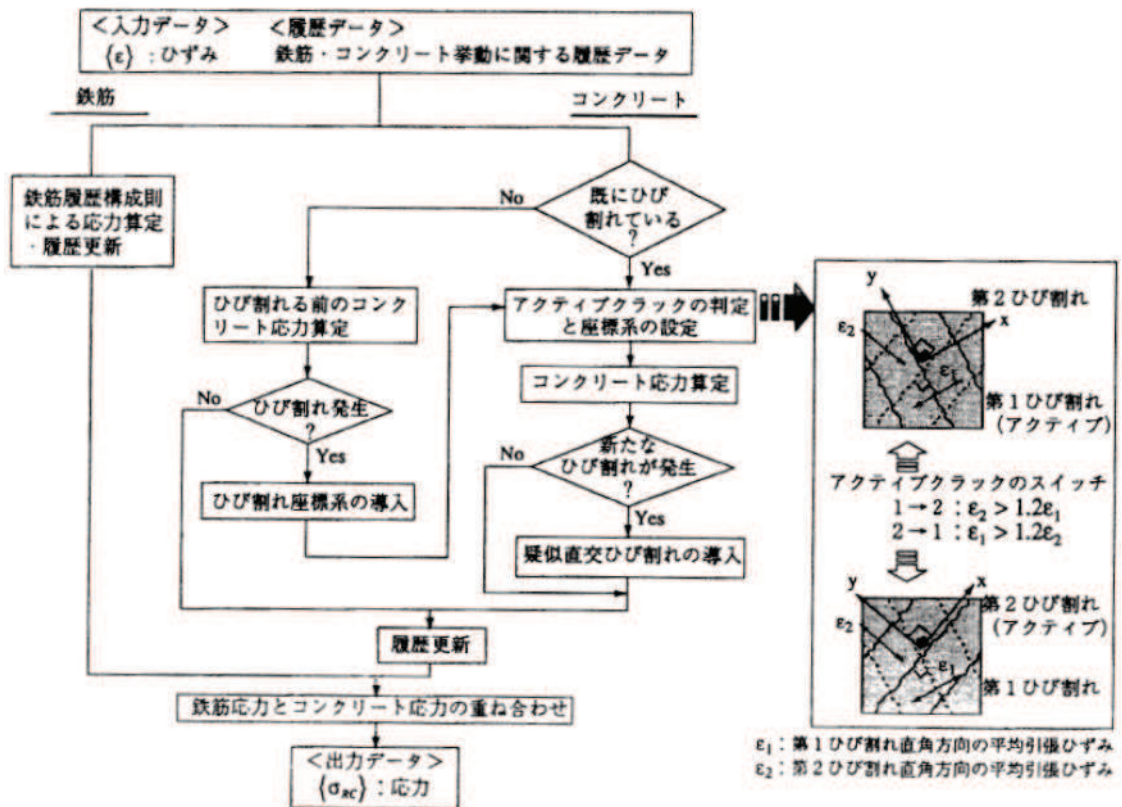 <入力データ> <履歴データ>
{ε}:ひずみ 鉄筋・コンクリート挙動に関する履歴データ
鉄筋
コンクリート
鉄筋履歴構成則
による応力算定
・履歴更新
No
既にひび
割れている
?
Yes
ひび割れる前のコンク
リート応力算定
アクティブクラックの判定
と座標系の設定
コンクリート応力算定
No
ひび割れ発生
?
Yes
ひび割れ座標系の導入
No
新たな
ひび割れが発生
?
Yes
疑似直交ひび割れの導入
履歴更新
鉄筋応力とコンクリート応力の重ね合わせ
<出力データ>
{σRC}:応力
y
第2ひび割れ
x
ε2
ε1
第1ひび割れ
(アクティブ)
アクティブクラックのスイッチ
1→2:ε2 > 1.2ε1
2→1:ε1 > 1.2ε2
y
x
第2ひび割れ
(アクティブ)
ε2
ε1
第1ひび割れ
ε1:第1ひび割れ直角方向の平均引張ひずみ
ε2:第2ひび割れ直角方向の平均引張ひずみ